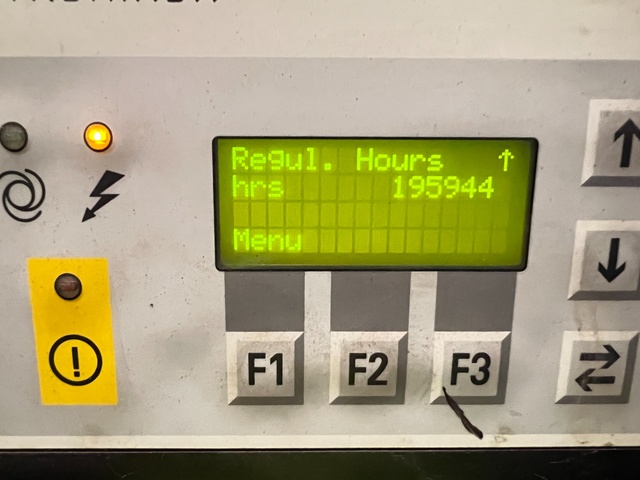 Regul. Hours ↑
hrs 195944
Menu
F1 F2 F3